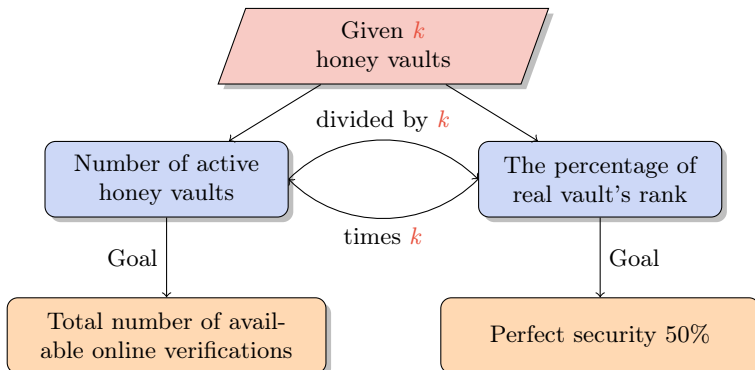 Given k
honey vaults
divided by k
Number of active
honey vaults
The percentage of
real vault's rank
times k
Goal
Goal
Total number of avail-
able online verifications
Perfect security 50%